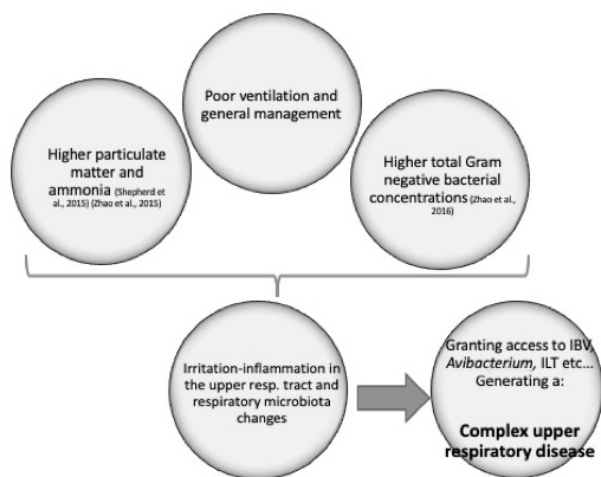 Poor ventilation and
general management
Higher particulate
matter and
ammonia (Shepherd
et al., 2015) (Zhao et al., 2015)
Higher total Gram
negative bacterial
concentrations (Zhao et al.,
2016)
Irritation-inflammation in
the upper resp. tract and
respiratory microbiota
changes
Granting access to IBV,
Avibacterium, ILT etc...
Generating a:
Complex upper
respiratory disease